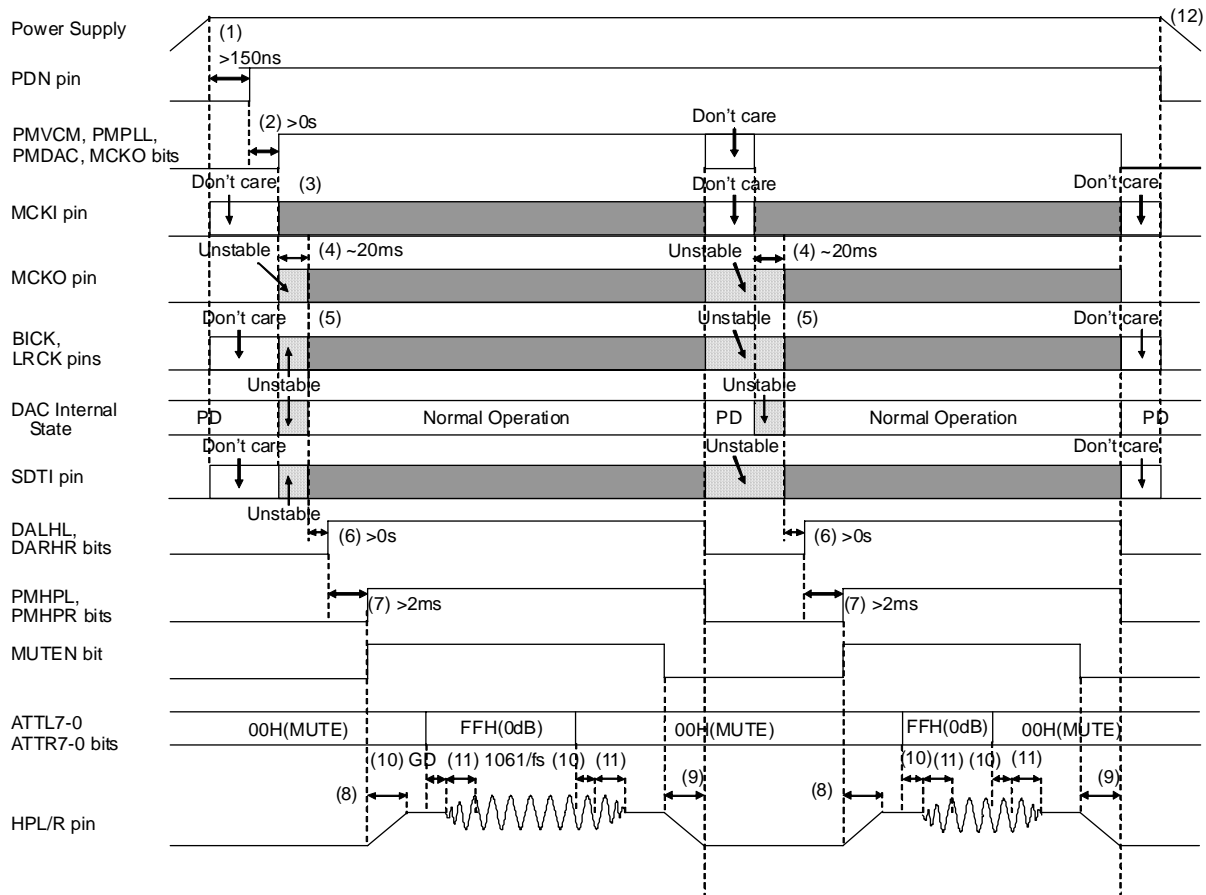 Power Supply
(1)
(12)
>150ns
PDN pin
(2) >0s
Don't care
PMVCM, PMPLL,
PMDAC, MCKO bits
Don't care
(3)
Don't care
Don't care
MCKI pin
Unstable
(4) ~20ms
Unstable
(4) ~20ms
MCKO pin
Don't care
(5)
Unstable
(5)
Don't care
BICK,
LRCK pins
Unstable
Unstable
DAC Internal
State
PD
Normal Operation
PD
Normal Operation
PD
Don't care
Unstable
Don't care
SDTI pin
Unstable
DALHL,
DARHR bits
(6) >0s
(6) >0s
PMHPL,
PMHPR bits
(7) >2ms
(7) >2ms
MUTEN bit
ATTL7-0
ATTR7-0 bits
00H(MUTE)
FFH(0dB)
00H(MUTE)
FFH(0dB)
00H(MUTE)
(10) GD
(11) 1061/fs
(10)
(11)
(10)
(11)
(10)
(11)
(8)
(9)
(8)
(9)
HPL/R pin